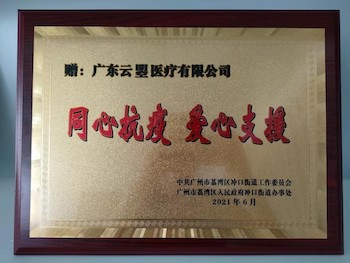 赠：广东云曌医疗有限公司
同心抗疫 爱心支援
中共广州市荔湾区冲口街道工作委员会
广州市荔湾区人民政府冲口街道办事处
2021年6月